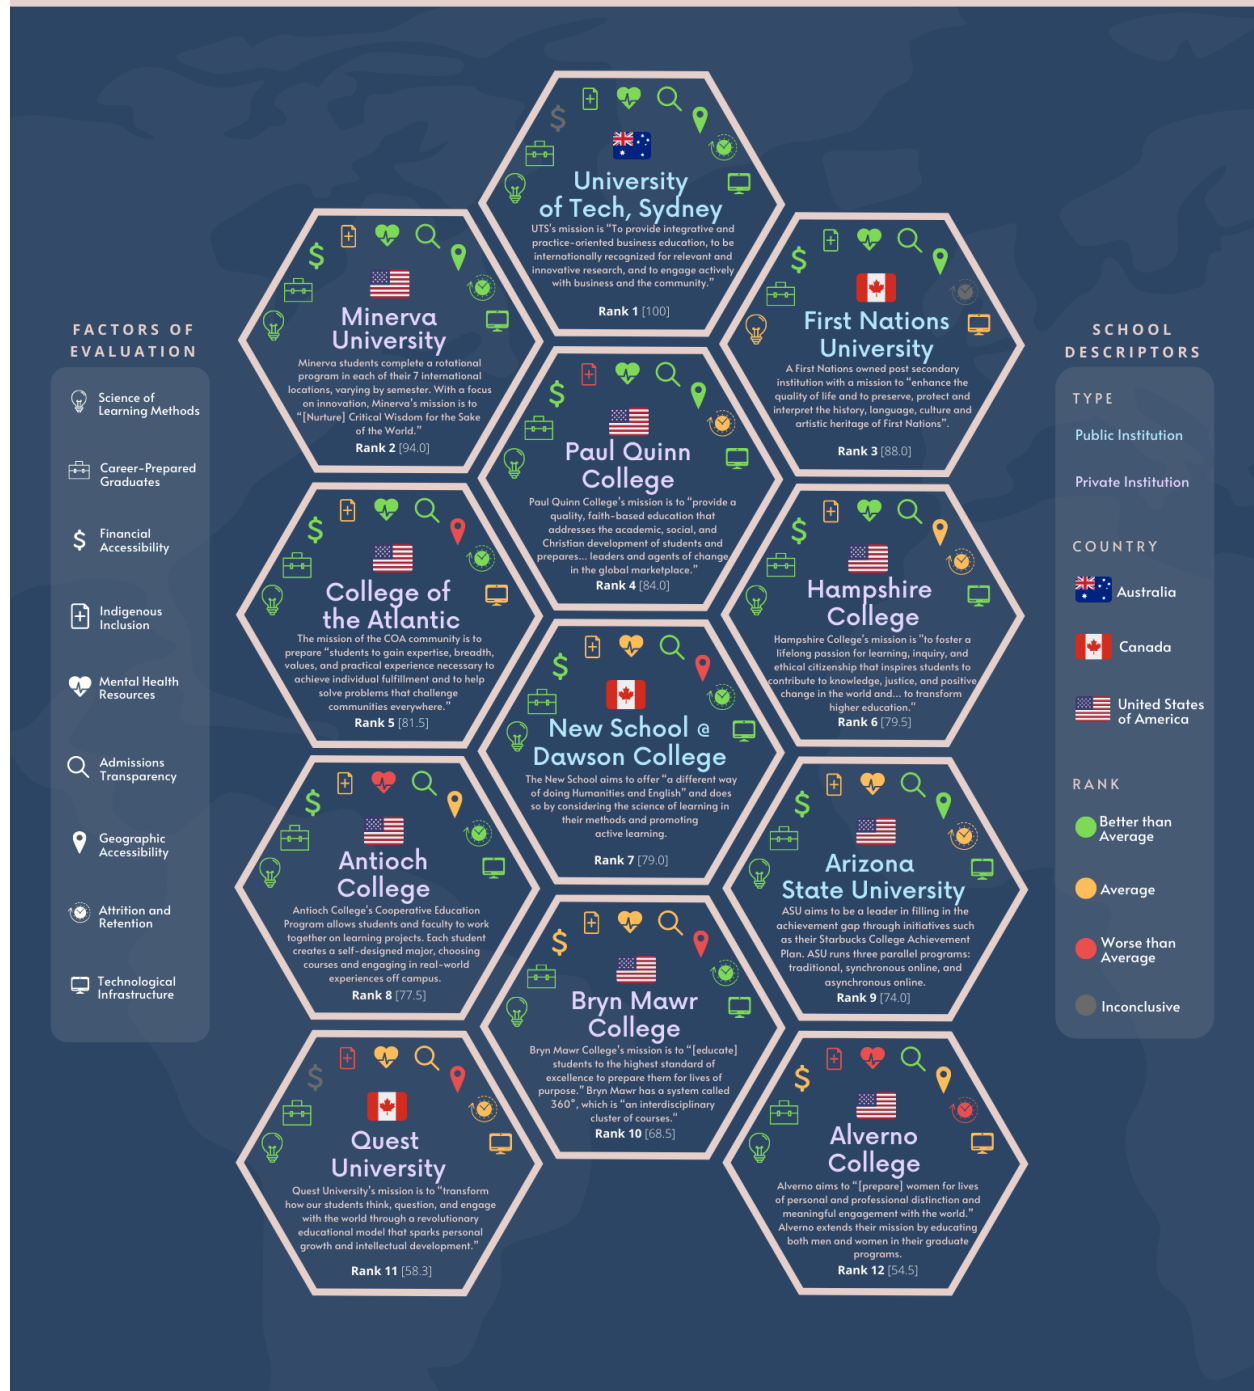 University
of Tech, Sydney
UTS's mission is "To provide integrative and
practice-oriented business education, to be
internationally recognized for relevant and
innovative research, and to engage actively
with business and the community."
Rank 1 [100]
Minerva
University
Minerva students complete a rotational
program in each of their 7 international
locations, varying by semester. With a focus
on innovation, Minerva's mission is to
"[Nurture] Critical Wisdom for the Sake
of the World."
Rank 2 [94.0]
First Nations
University
A First Nations owned post secondary
institution with a mission to "enhance the
quality of life and to preserve, protect and
interpret the history, language, culture and
artistic heritage of First Nations".
Rank 3 [88.0]
Paul Quinn
College
Paul Quinn College's mission is to "provide a
quality, faith-based education that
addresses the academic, social, and
Christian development of students and
prepares... leaders and agents of change
in the global marketplace."
Rank 4 [84.0]
College of
the Atlantic
The mission of the COA community is to
prepare "students to gain expertise, breadth,
values, and practical experience necessary to
achieve individual fulfillment and to help
solve problems that challenge
communities everywhere."
Rank 5 [81.5]
Hampshire
College
Hampshire College's mission is "to foster a
lifelong passion for learning, inquiry, and
ethical citizenship that inspires students to
contribute to knowledge, justice, and positive
change in the world and... to transform
higher education."
Rank 6 [79.5]
New School @
Dawson College
The New School aims to offer "a different way
of doing Humanities and English" and does
so by considering the science of learning in
their methods and promoting
active learning.
Rank 7 [79.0]
Antioch
College
Antioch College's Cooperative Education
Program allows students and faculty to work
together on learning projects. Each student
creates a self-designed major, choosing
courses and engaging in real-world
experiences off campus.
Rank 8 [77.5]
Arizona
State University
ASU aims to be a leader in filling in the
achievement gap through initiatives such
as their Starbucks College Achievement
Plan. ASU runs three parallel programs:
traditional, synchronous online, and
asynchronous online.
Rank 9 [74.0]
Bryn Mawr
College
Bryn Mawr College's mission is to "[educate]
students to the highest standard of
excellence to prepare them for lives of
purpose." Bryn Mawr has a system called
360°, which is "an interdisciplinary
cluster of courses."
Rank 10 [68.5]
Quest
University
Quest University's mission is to "transform
how our students think, question, and engage
with the world through a revolutionary
educational model that sparks personal
growth and intellectual development."
Rank 11 [58.3]
Alverno
College
Alverno aims to "[prepare] women for lives
of personal and professional distinction and
meaningful engagement with the world."
Alverno extends their mission by educating
both men and women in their graduate
programs.
Rank 12 [54.5]
FACTORS OF
EVALUATION
Science of
Learning Methods
Career-Prepared
Graduates
Financial
Accessibility
Indigenous
Inclusion
Mental Health
Resources
Admissions
Transparency
Geographic
Accessibility
Attrition and
Retention
Technological
Infrastructure
SCHOOL
DESCRIPTORS
TYPE
Public Institution
Private Institution
COUNTRY
Australia
Canada
United States
of America
RANK
Better than
Average
Average
Worse than
Average
Inconclusive